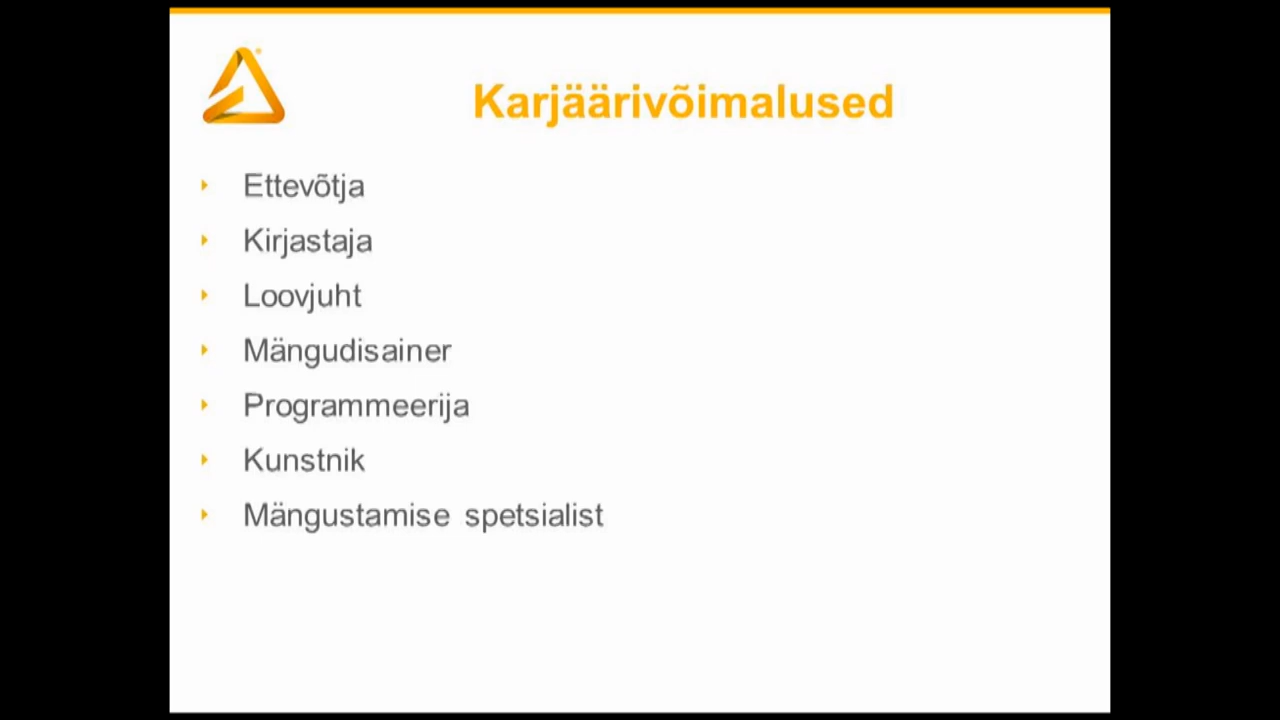 Karjäärivõimalused
Ettevõtja
Kirjastaja
Loovjuht
Mängudisainer
Programmeerija
Kunstnik
Mängustamise spetsialist